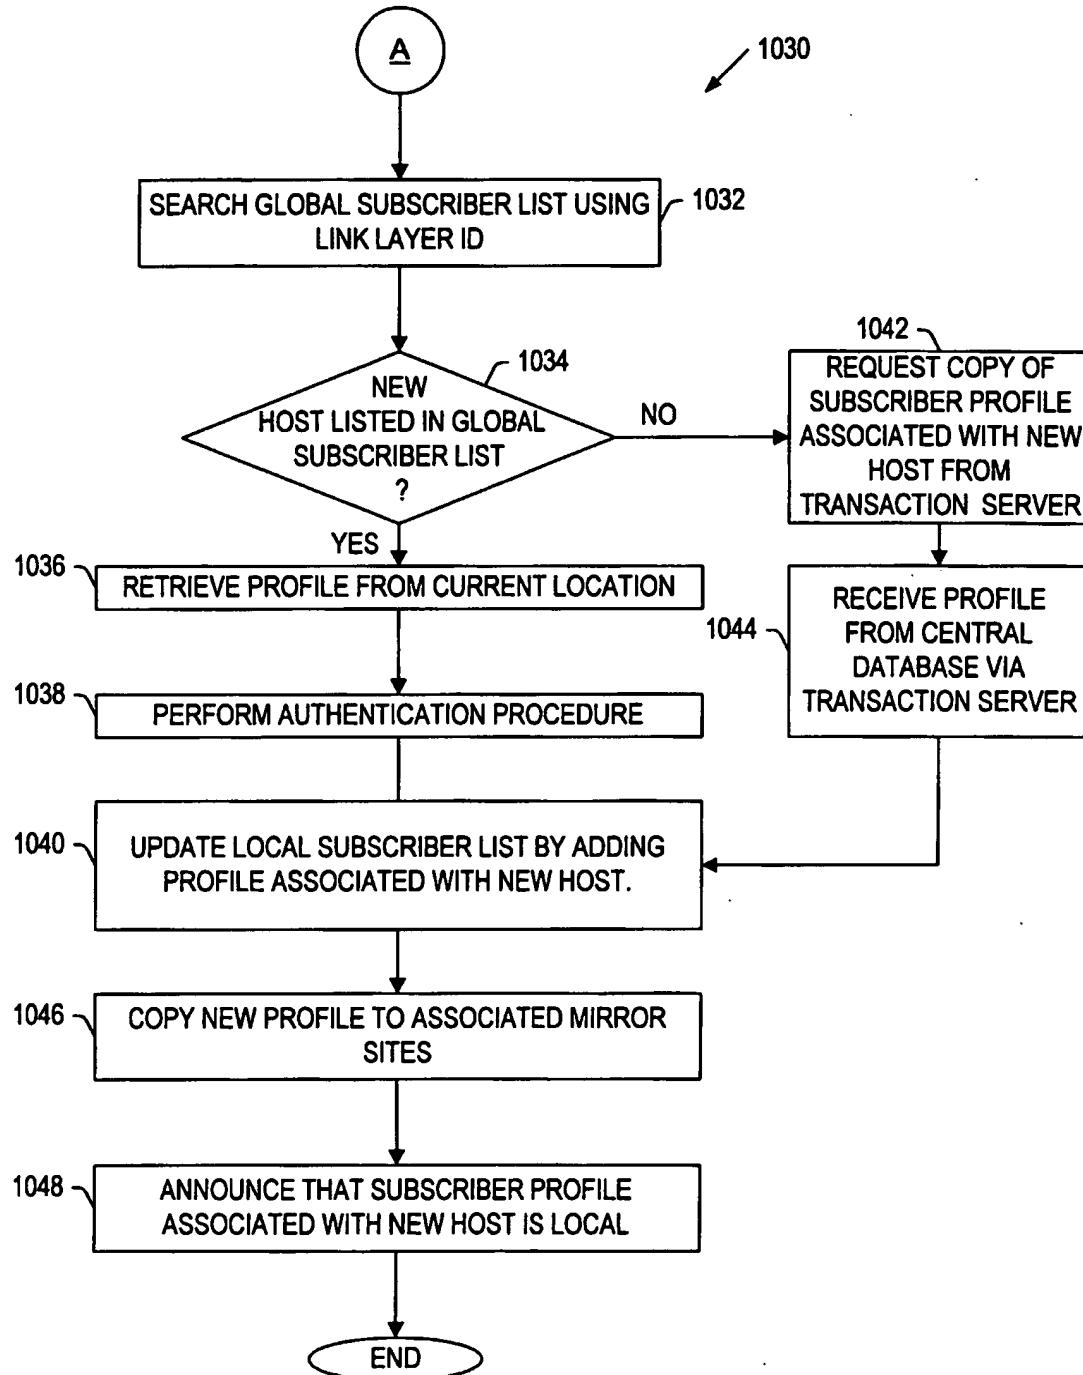 A
1030
SEARCH GLOBAL SUBSCRIBER LIST USING
LINK LAYER ID
1032
1034
NEW
HOST LISTED IN GLOBAL
SUBSCRIBER LIST
?
NO
YES
1042
REQUEST COPY OF
SUBSCRIBER PROFILE
ASSOCIATED WITH NEW
HOST FROM
TRANSACTION SERVER
1036
RETRIEVE PROFILE FROM CURRENT LOCATION
1044
RECEIVE PROFILE
FROM CENTRAL
DATABASE VIA
TRANSACTION SERVER
1038
PERFORM AUTHENTICATION PROCEDURE
1040
UPDATE LOCAL SUBSCRIBER LIST BY ADDING
PROFILE ASSOCIATED WITH NEW HOST.
1046
COPY NEW PROFILE TO ASSOCIATED MIRROR
SITES
1048
ANNOUNCE THAT SUBSCRIBER PROFILE
ASSOCIATED WITH NEW HOST IS LOCAL
END